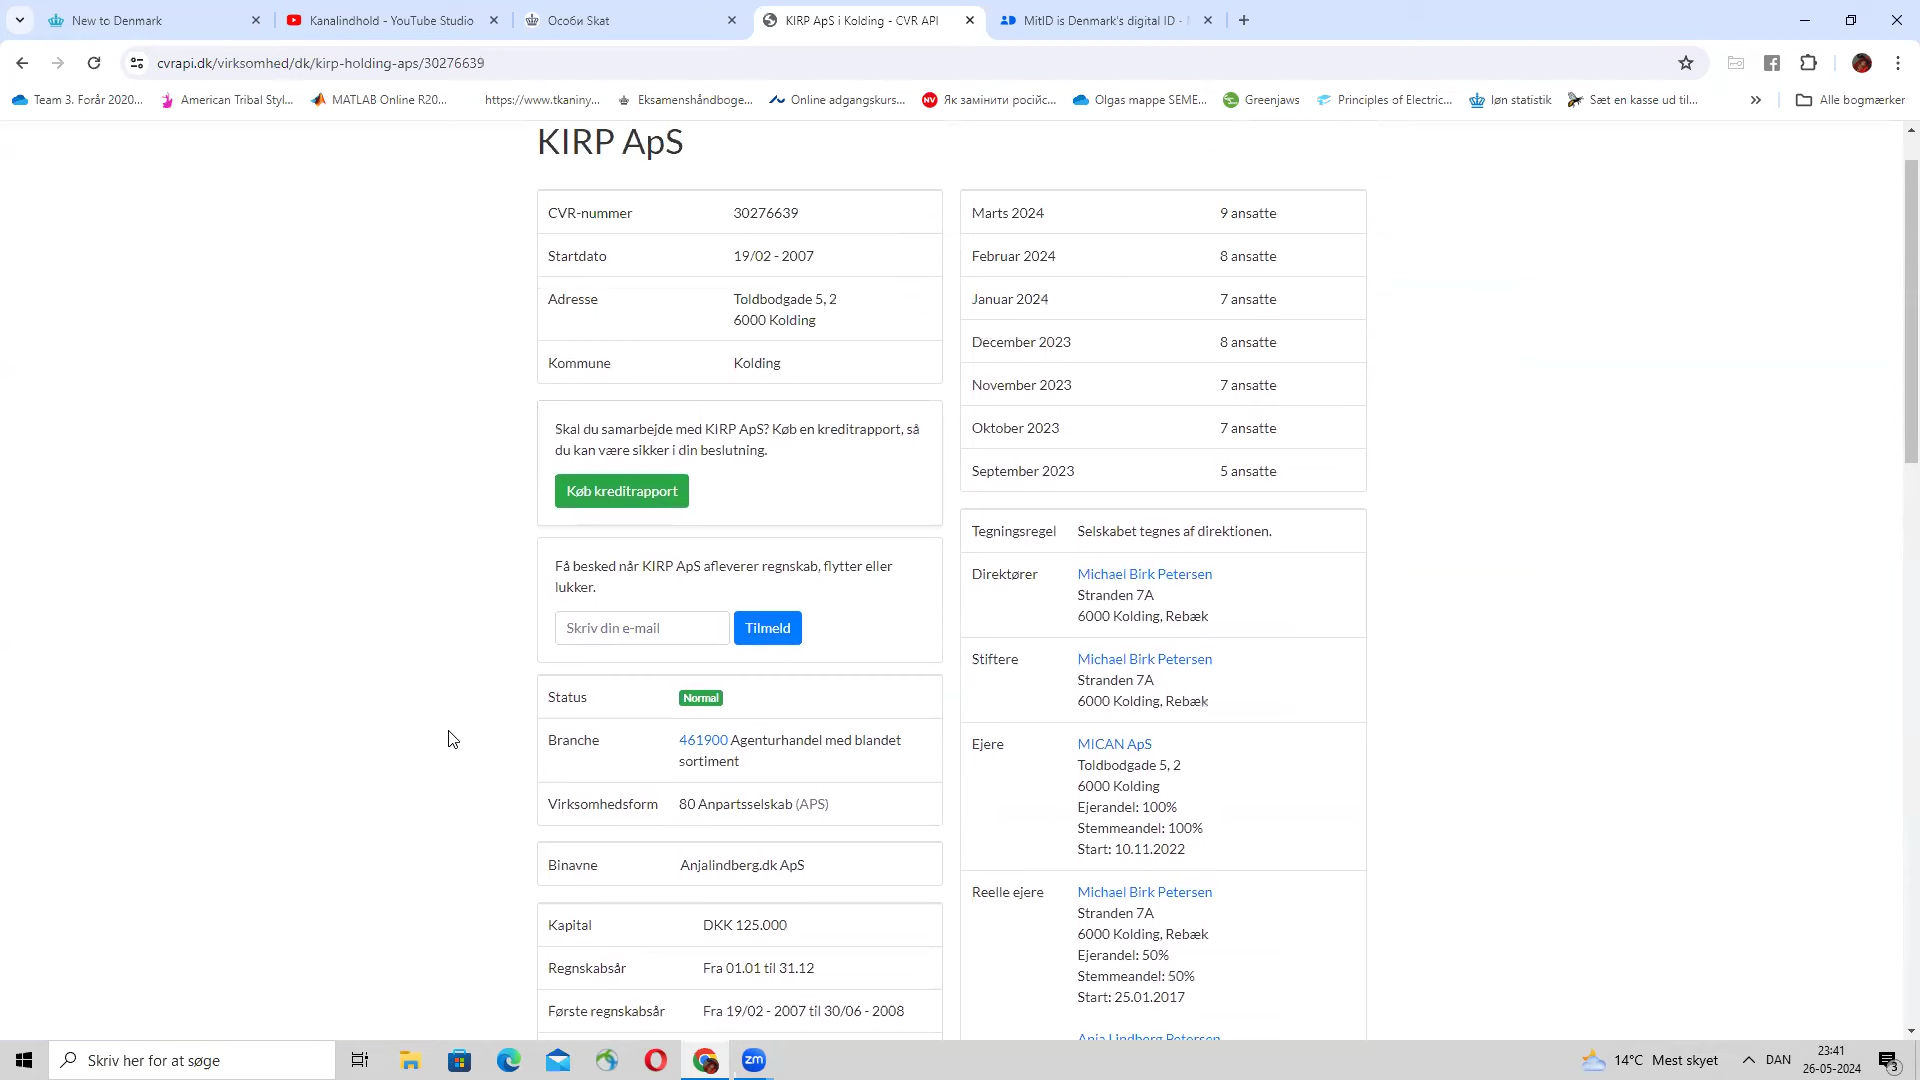 New to Denmark
Kanalindhold - YouTube Studio
Особи Skat
KIRP ApS i Kolding - CVR API
MitID is Denmark's digital ID -
cvrapi.dk/virksomhed/dk/kirp-holding-aps/30276639
Team 3. Forår 2020...
American Tribal Styl...
MATLAB Online R20...
https://www.tkaniny...
Eksamenshåndboge...
Online adgangskurs...
Як замінити російс...
Olgas mappe SEME...
Greenjaws
Principles of Electric...
løn statistik
Sæt en kasse ud til...
Alle bogmærker
KIRP ApS
CVR-nummer 30276639
Startdato 19/02 - 2007
Adresse Toldbodgade 5, 2
6000 Kolding
Kommune Kolding
Skal du samarbejde med KIRP ApS? Køb en kreditrapport, så
du kan være sikker i din beslutning.
Køb kreditrapport
Få besked når KIRP ApS afleverer regnskab, flytter eller
lukker.
Skriv din e-mail Tilmeld
Status Normal
Branche 461900 Agenturhandel med blandet
sortiment
Virksomhedsform 80 Anpartsselskab (APS)
Binavne Anjalindberg.dk ApS
Kapital DKK 125.000
Regnskabsår Fra 01.01 til 31.12
Første regnskabsår Fra 19/02 - 2007 til 30/06 - 2008
Marts 2024 9 ansatte
Februar 2024 8 ansatte
Januar 2024 7 ansatte
December 2023 8 ansatte
November 2023 7 ansatte
Oktober 2023 7 ansatte
September 2023 5 ansatte
Tegningsregel Selskabet tegnes af direktionen.
Direktører Michael Birk Petersen
Stranden 7A
6000 Kolding, Rebæk
Stiftere Michael Birk Petersen
Stranden 7A
6000 Kolding, Rebæk
Ejere MICAN ApS
Toldbodgade 5, 2
6000 Kolding
Ejerandel: 100%
Stemmeandel: 100%
Start: 10.11.2022
Reelle ejere Michael Birk Petersen
Stranden 7A
6000 Kolding, Rebæk
Ejerandel: 50%
Stemmeandel: 50%
Start: 25.01.2017
Anja Lindberg Petersen
Skriv her for at søge
zm
14°C Mest skyet
DAN
23:41
26-05-2024
3